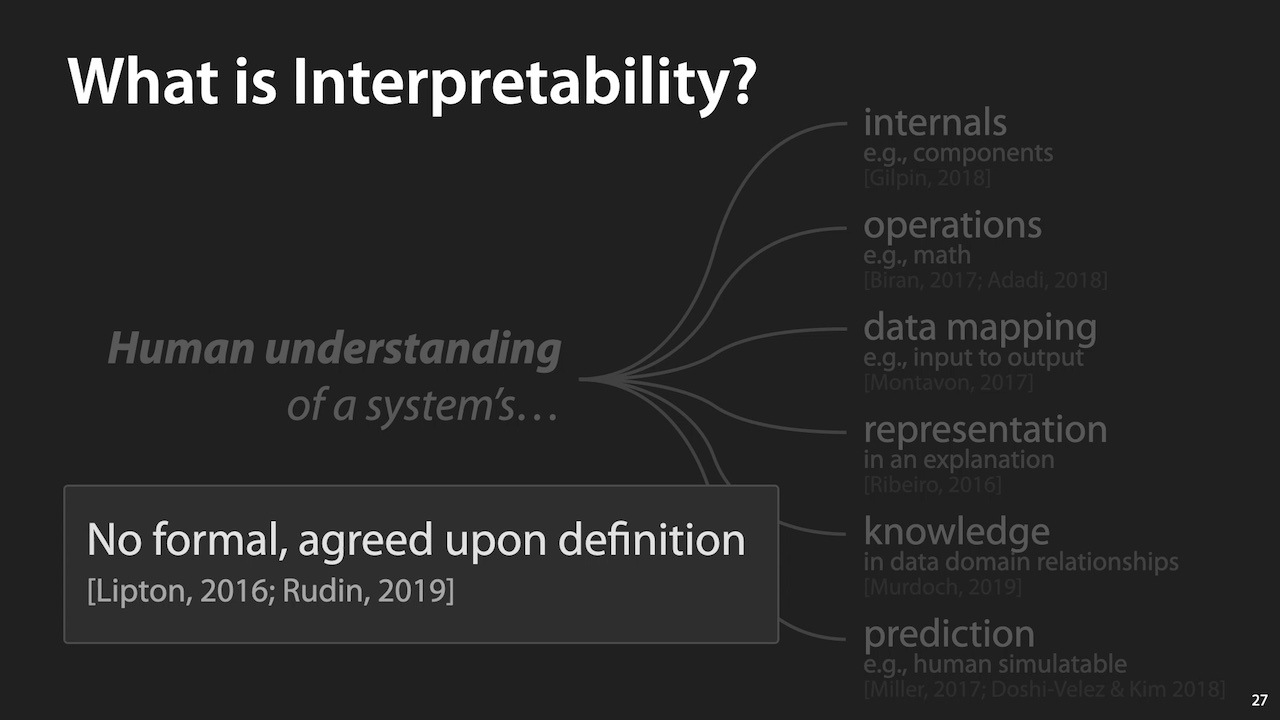 What is Interpretability?
internals
e.g., components
[Gilpin, 2018]
operations
e.g., math
[Biran, 2017; Adadi, 2018]
data mapping
e.g., input to output
[Montavon, 2017]
Human understanding
of a system’s…
representation
in an explanation
[Ribeiro, 2016]
No formal, agreed upon definition
[Lipton, 2016; Rudin, 2019]
knowledge
in data domain relationships
[Murdoch, 2019]
prediction
e.g., human simulatable
[Miller, 2017; Doshi-Velez & Kim 2018]
27